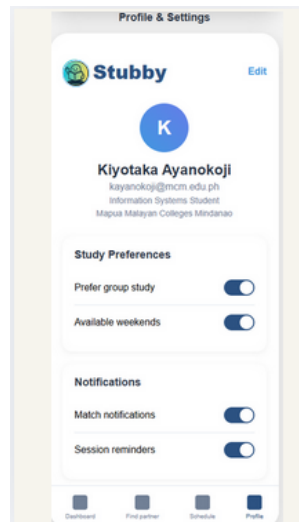 Profile & Settings
Stubby
Edit
K
Kiyotaka Ayanokoji
kayanokoji@mcm.edu.ph
Information Systems Student
Mapua Malayan Colleges Mindanao
Study Preferences
Prefer group study
Available weekends
Notifications
Match notifications
Session reminders
Dashboard Find partner Schedule Profile